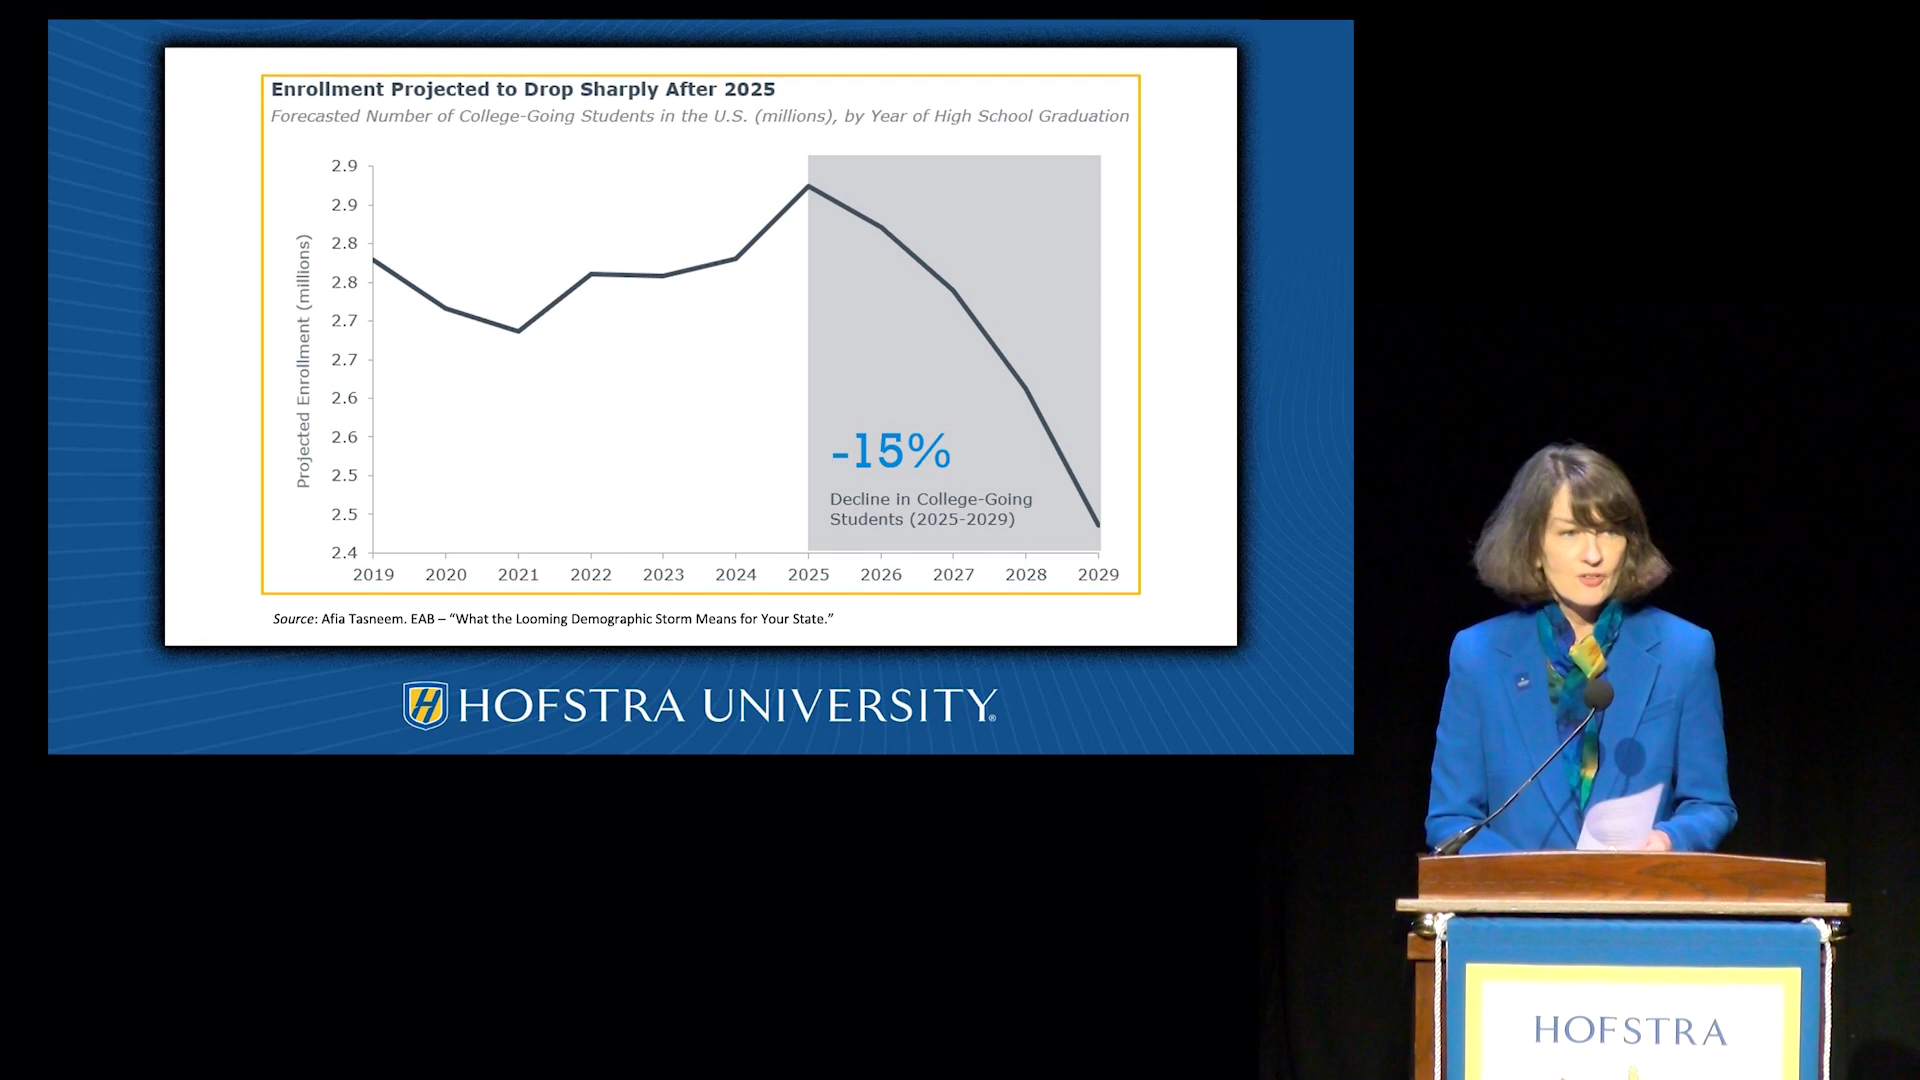 Enrollment Projected to Drop Sharply After 2025
Forecasted Number of College-Going Students in the U.S. (millions), by Year of High School Graduation
Projected Enrollment (millions)
2.9
2.9
2.8
2.8
2.7
2.7
2.6
2.6
2.5
2.5
2.4
2019 2020 2021 2022 2023 2024 2025 2026 2027 2028 2029
-15%
Decline in College-Going
Students (2025-2029)
Source: Afia Tasneem. EAB – “What the Looming Demographic Storm Means for Your State.”
H HOFSTRA UNIVERSITY®
HOFSTRA